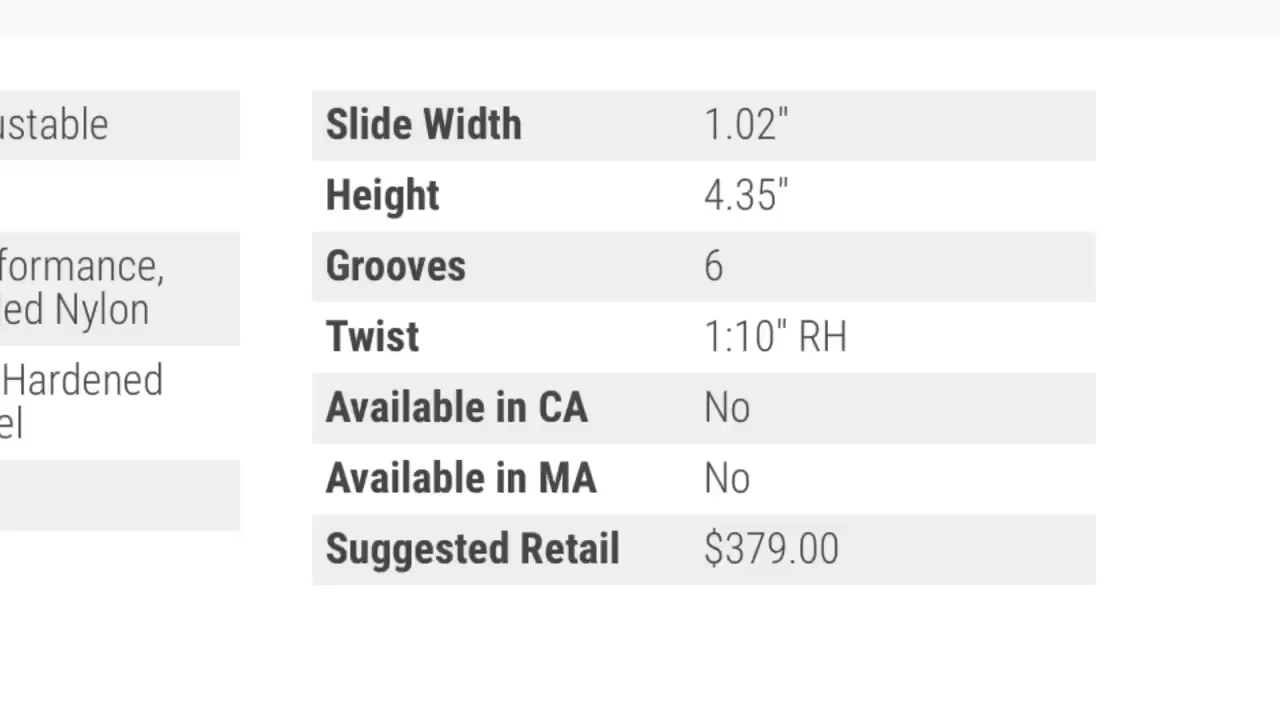 ustable
formance,
led Nylon
Hardened
el
Slide Width 1.02"
Height 4.35"
Grooves 6
Twist 1:10" RH
Available in CA No
Available in MA No
Suggested Retail $379.00